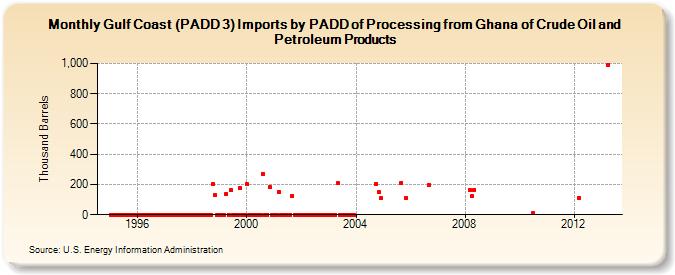 Monthly Gulf Coast (PADD 3) Imports by PADD of Processing from Ghana of Crude Oil and
Petroleum Products
Thousand Barrels
1,000
800
600
400
200
0
1996
2000
2004
2008
2012
Source: U.S. Energy Information Administration